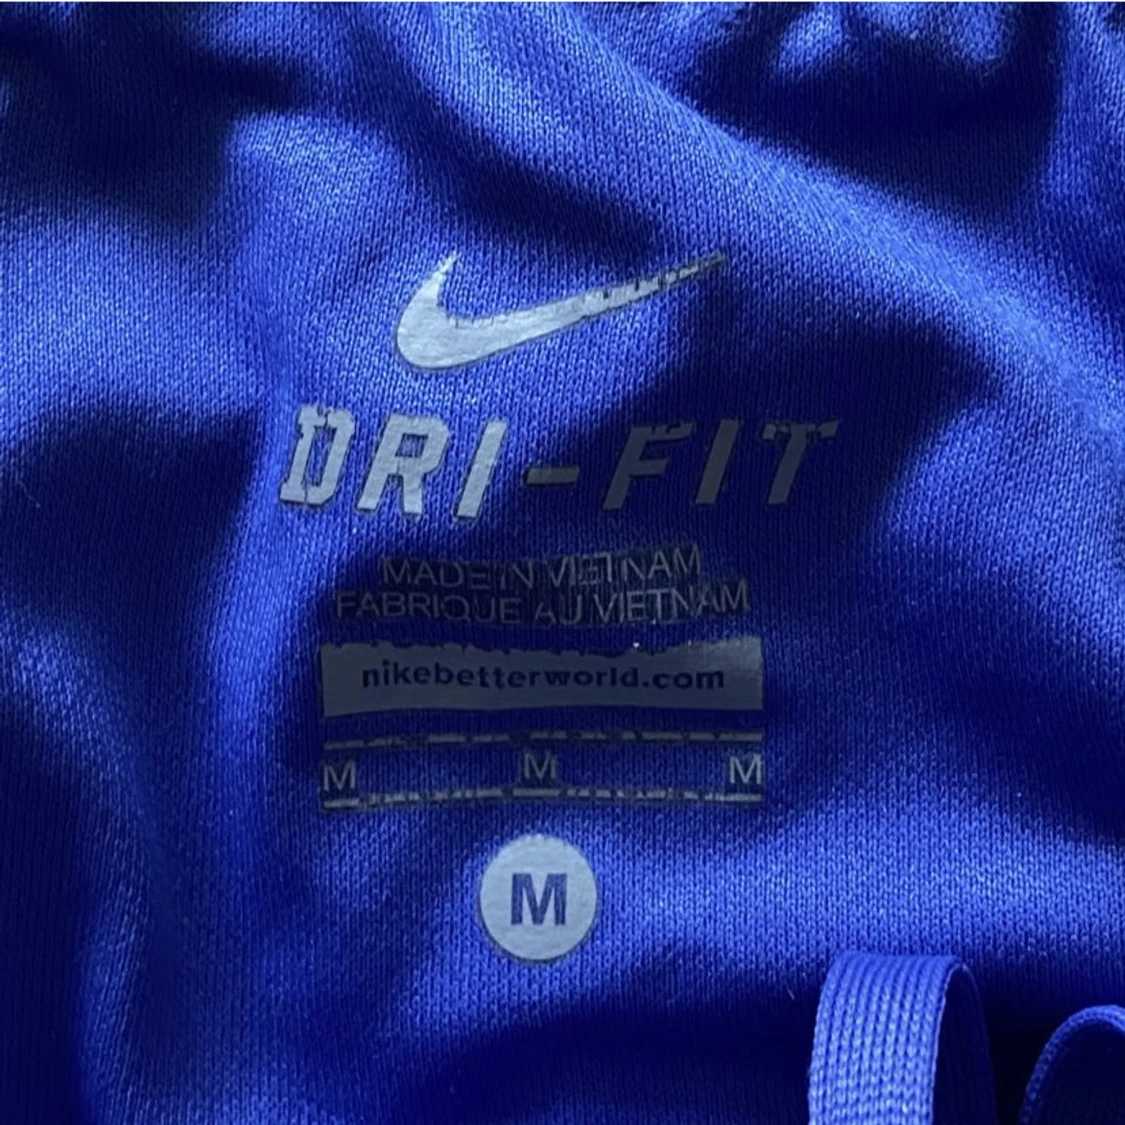 DRI-FIT
MADE IN VIETNAM
FABRIQUE AU VIETNAM
nikebetterworld.com
M M M
M